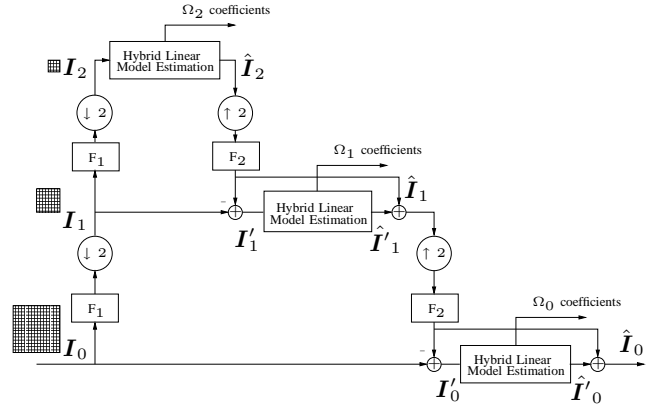 Ω₂ coefficients
I₂
Hybrid Linear
Model Estimation
Î₂
↓ 2
↑ 2
F₁
F₂
Ω₁ coefficients
I₁
-
Hybrid Linear
Model Estimation
Î₁
I′₁
Î′₁
↓ 2
↑ 2
F₁
F₂
Ω₀ coefficients
I₀
-
Hybrid Linear
Model Estimation
Î₀
I′₀
Î′₀